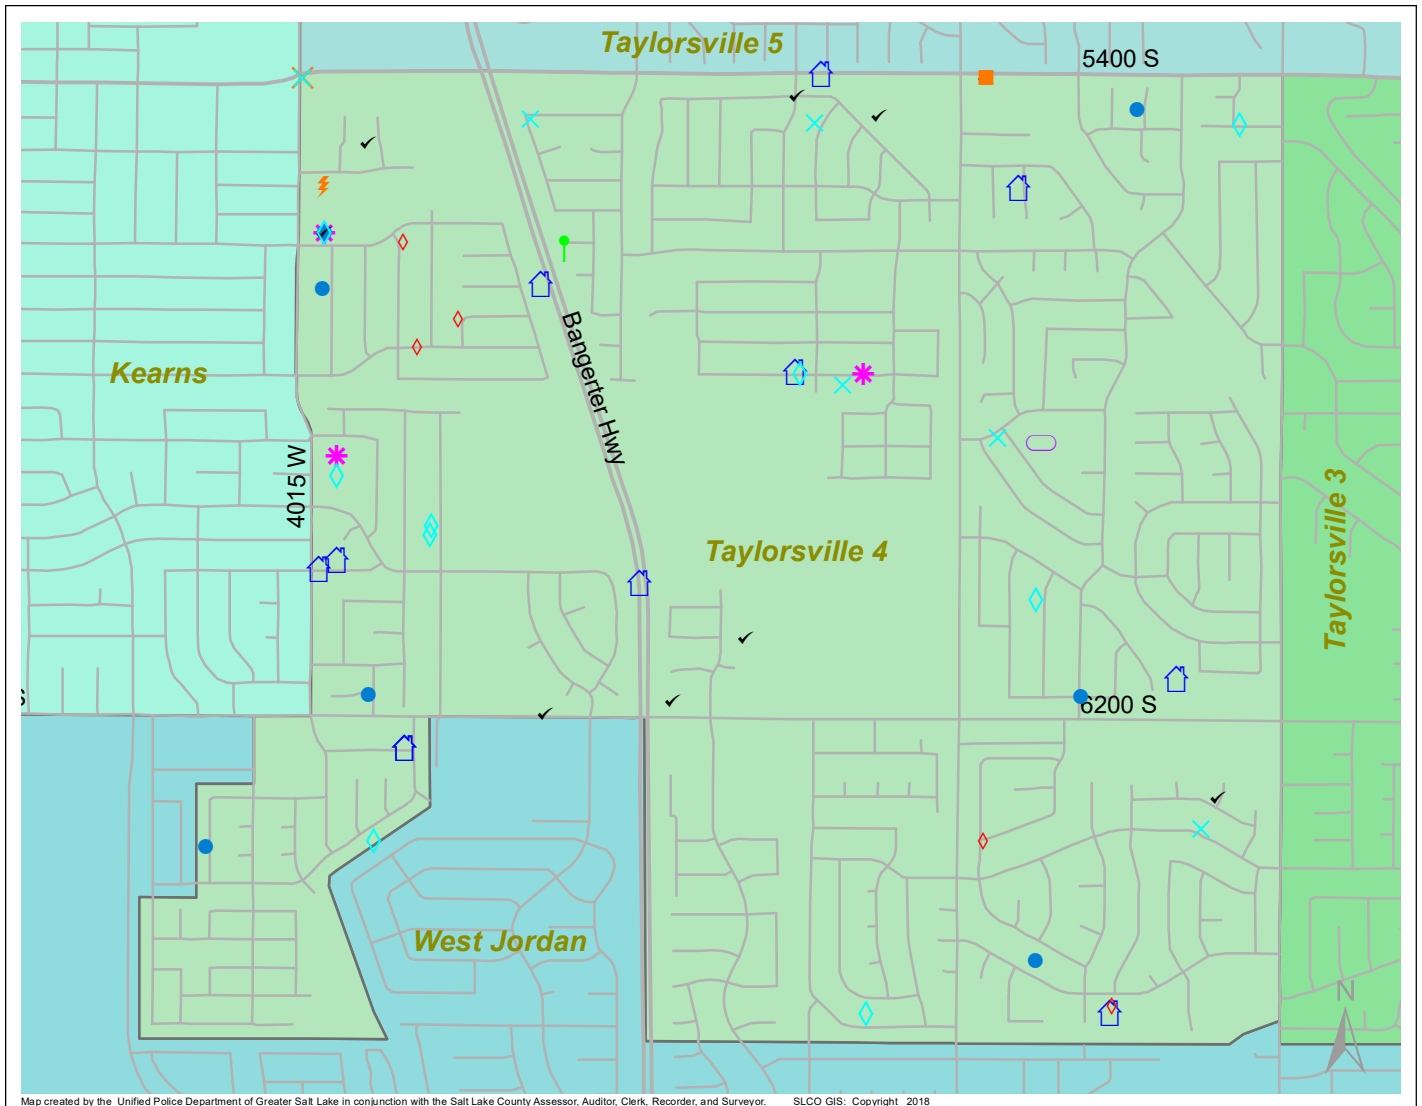 Taylorsville 5
5400 S
Bangerter Hwy
Kearns
4015 W
Taylorsville 3
Taylorsville 4
6200 S
West Jordan
N
Map created by the Unified Police Department of Greater Salt Lake in conjunction with the Salt Lake County Assessor, Auditor, Clerk, Recorder, and Surveyor. SLCO GIS: Copyright 2018